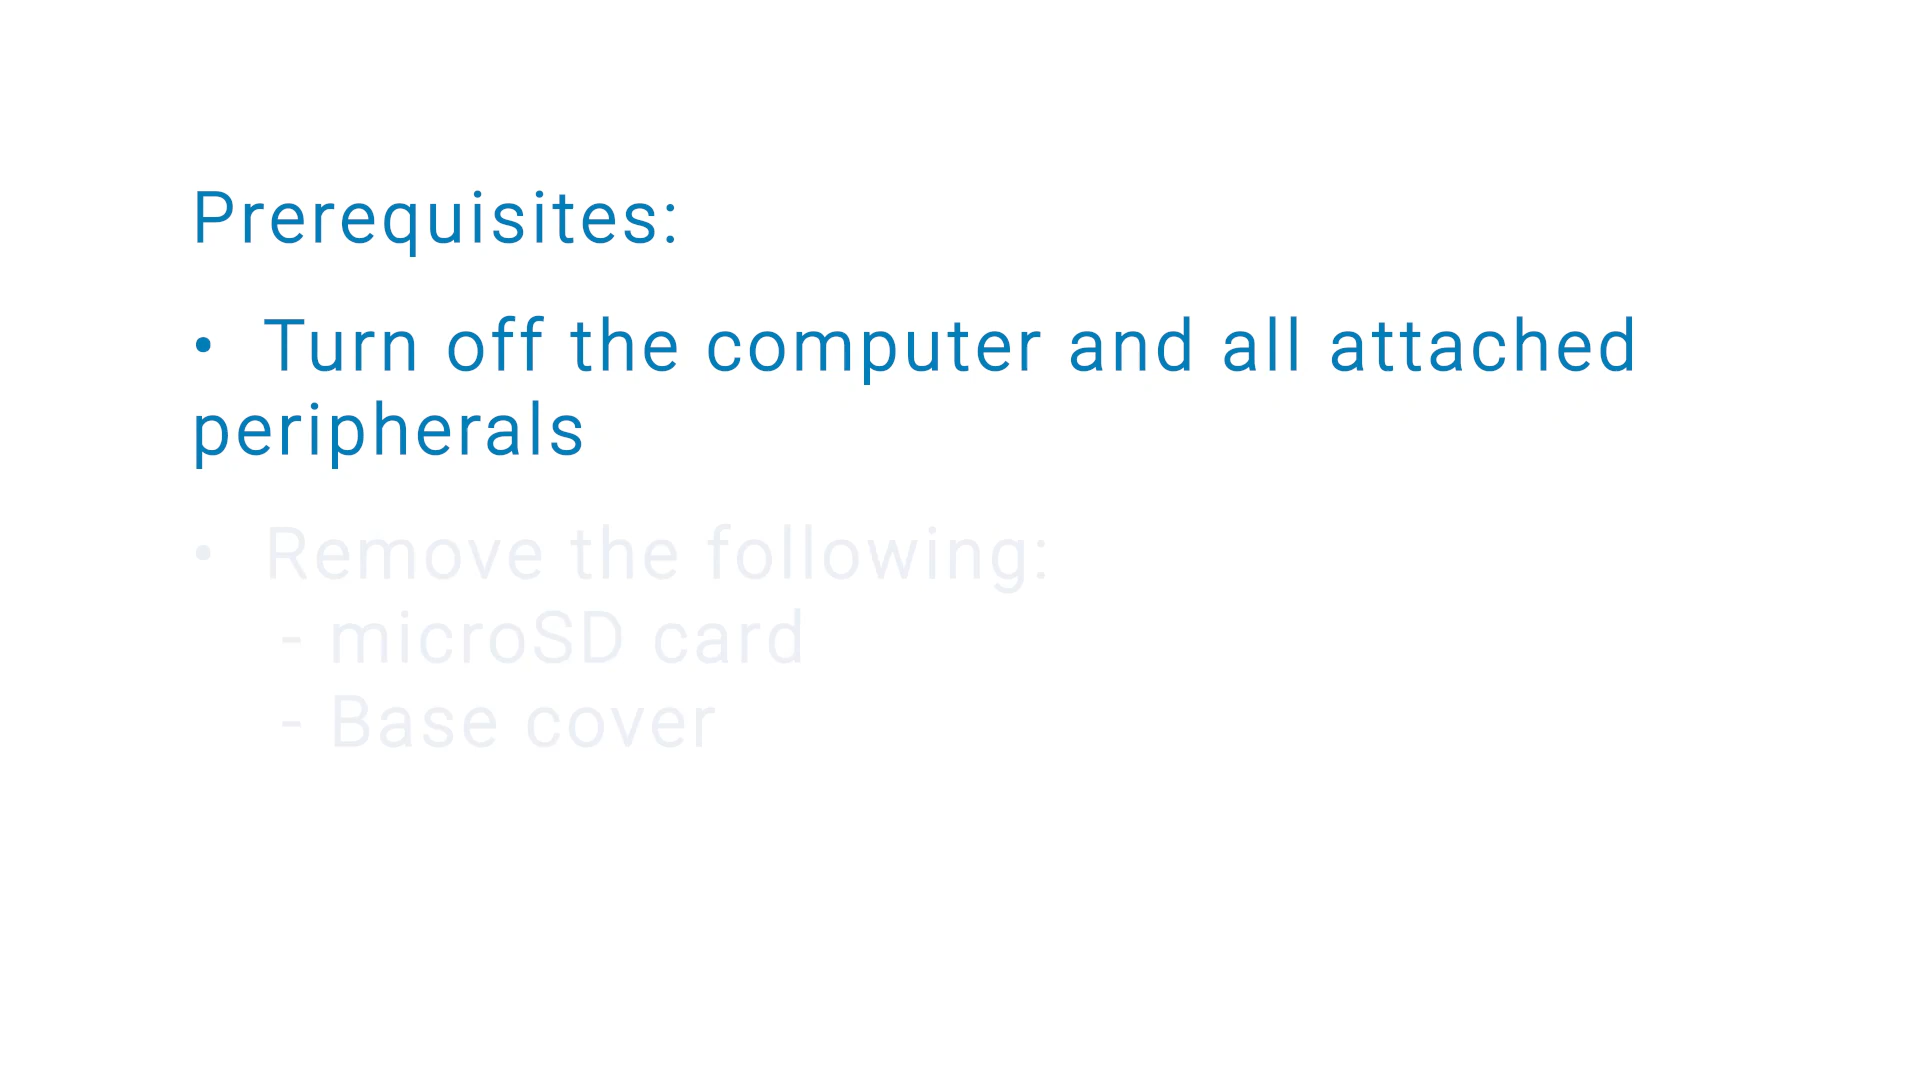 Prerequisites:
• Turn off the computer and all attached
peripherals
• Remove the following:
- microSD card
- Base cover